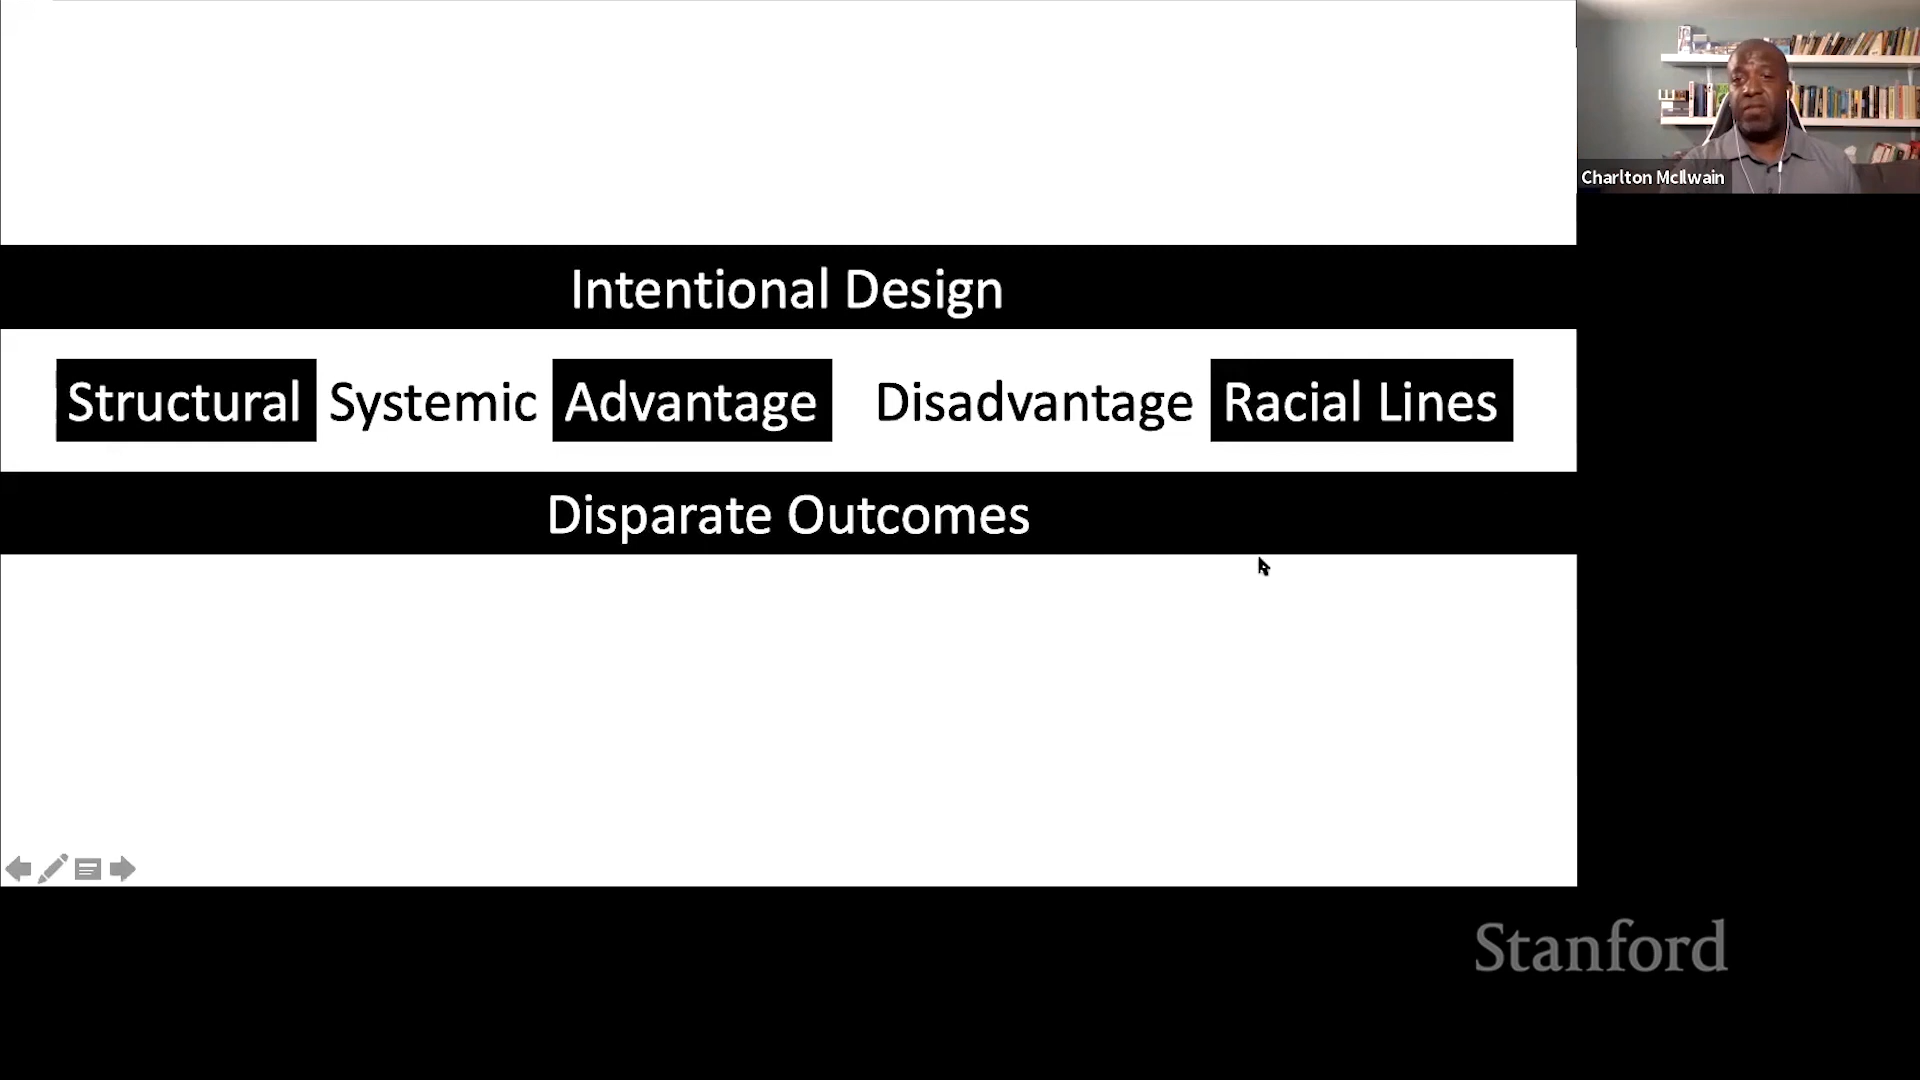 Charlton McIlwain
Intentional Design
Structural Systemic Advantage Disadvantage Racial Lines
Disparate Outcomes
Stanford